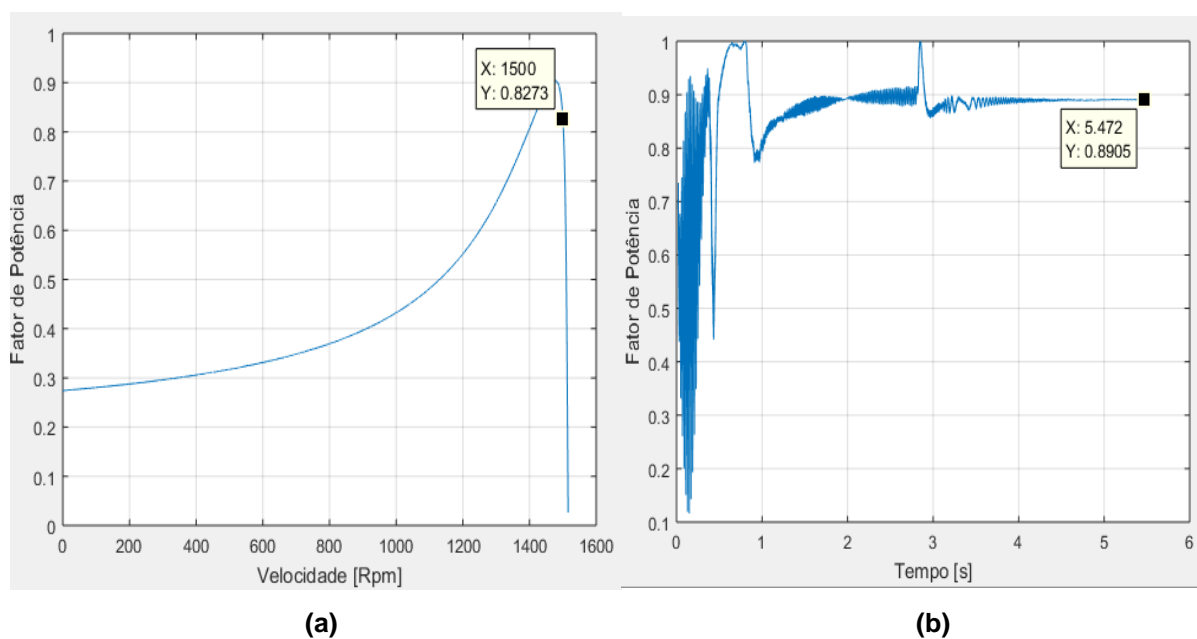 1
0.9
0.8
0.7
0.6
0.5
0.4
0.3
0.2
0.1
0
Fator de Potência
X: 1500
Y: 0.8273
0 200 400 600 800 1000 1200 1400 1600
Velocidade [Rpm]
(a)
1
0.9
0.8
0.7
0.6
0.5
0.4
0.3
0.2
0.1
Fator de Potência
X: 5.472
Y: 0.8905
0 1 2 3 4 5 6
Tempo [s]
(b)